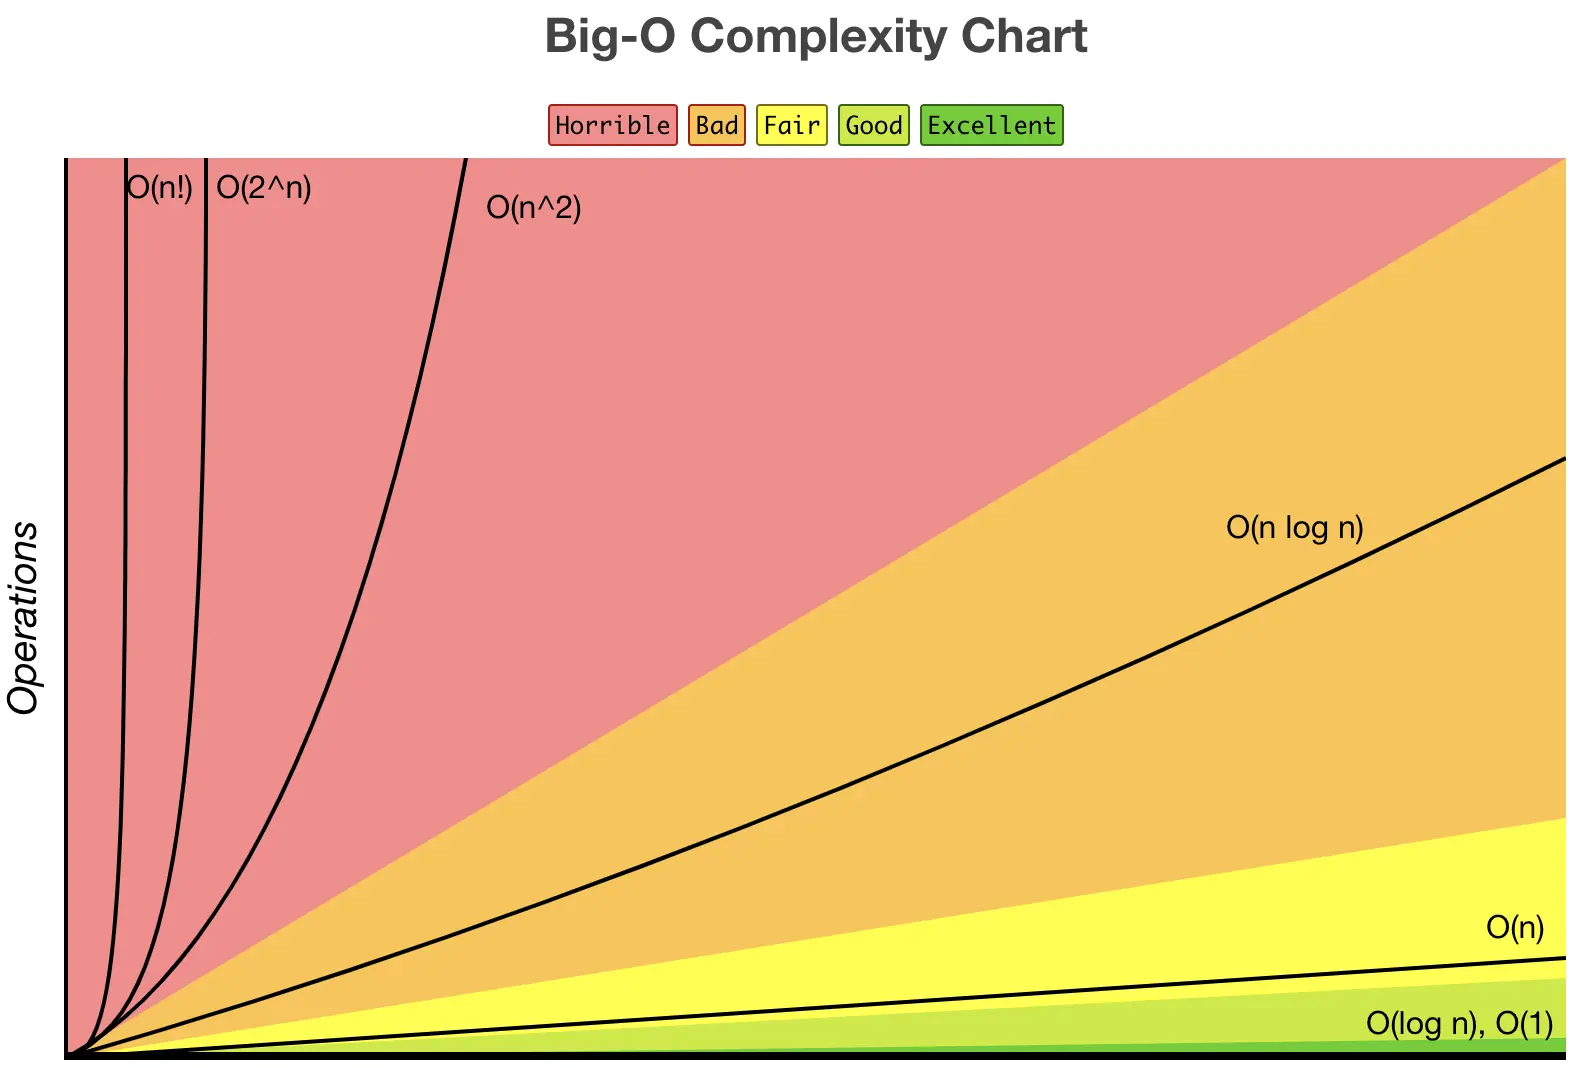 Big-O Complexity Chart
Horrible Bad Fair Good Excellent
O(n!) O(2^n)
O(n^2)
O(n log n)
Operations
O(n)
O(log n), O(1)